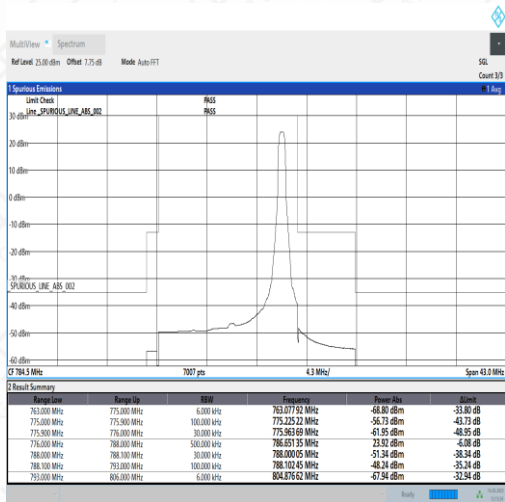 MultiView Spectrum
Ref Level 25.00 dBm Offset 7.75 dB Mode Auto FFT SGL
Count 3/3
1 Spurious Emissions 1 Avg
Limit Check PASS
Line _SPURIOUS_LINE_ABS_002 PASS
30 dBm
20 dBm
10 dBm
0 dBm
-10 dBm
-20 dBm
-30 dBm
_SPURIOUS_LINE_ABS_002
-40 dBm
-50 dBm
-60 dBm
CF 784.5 MHz 7007 pts 4.3 MHz/ Span 43.0 MHz
2 Result Summary
Range Low Range Up RBW Frequency Power Abs ΔLimit
763.000 MHz 775.000 MHz 6.000 kHz 763.07792 MHz -68.80 dBm -33.80 dB
775.000 MHz 775.900 MHz 100.000 kHz 775.22522 MHz -56.73 dBm -43.73 dB
775.900 MHz 776.000 MHz 30.000 kHz 775.96369 MHz -61.95 dBm -48.95 dB
776.000 MHz 788.000 MHz 500.000 kHz 786.65135 MHz 23.92 dBm -6.08 dB
788.000 MHz 788.100 MHz 30.000 kHz 788.00005 MHz -51.34 dBm -38.34 dB
788.100 MHz 793.000 MHz 100.000 kHz 788.10245 MHz -48.24 dBm -35.24 dB
793.000 MHz 806.000 MHz 6.000 kHz 804.87662 MHz -67.94 dBm -32.94 dB
Ready